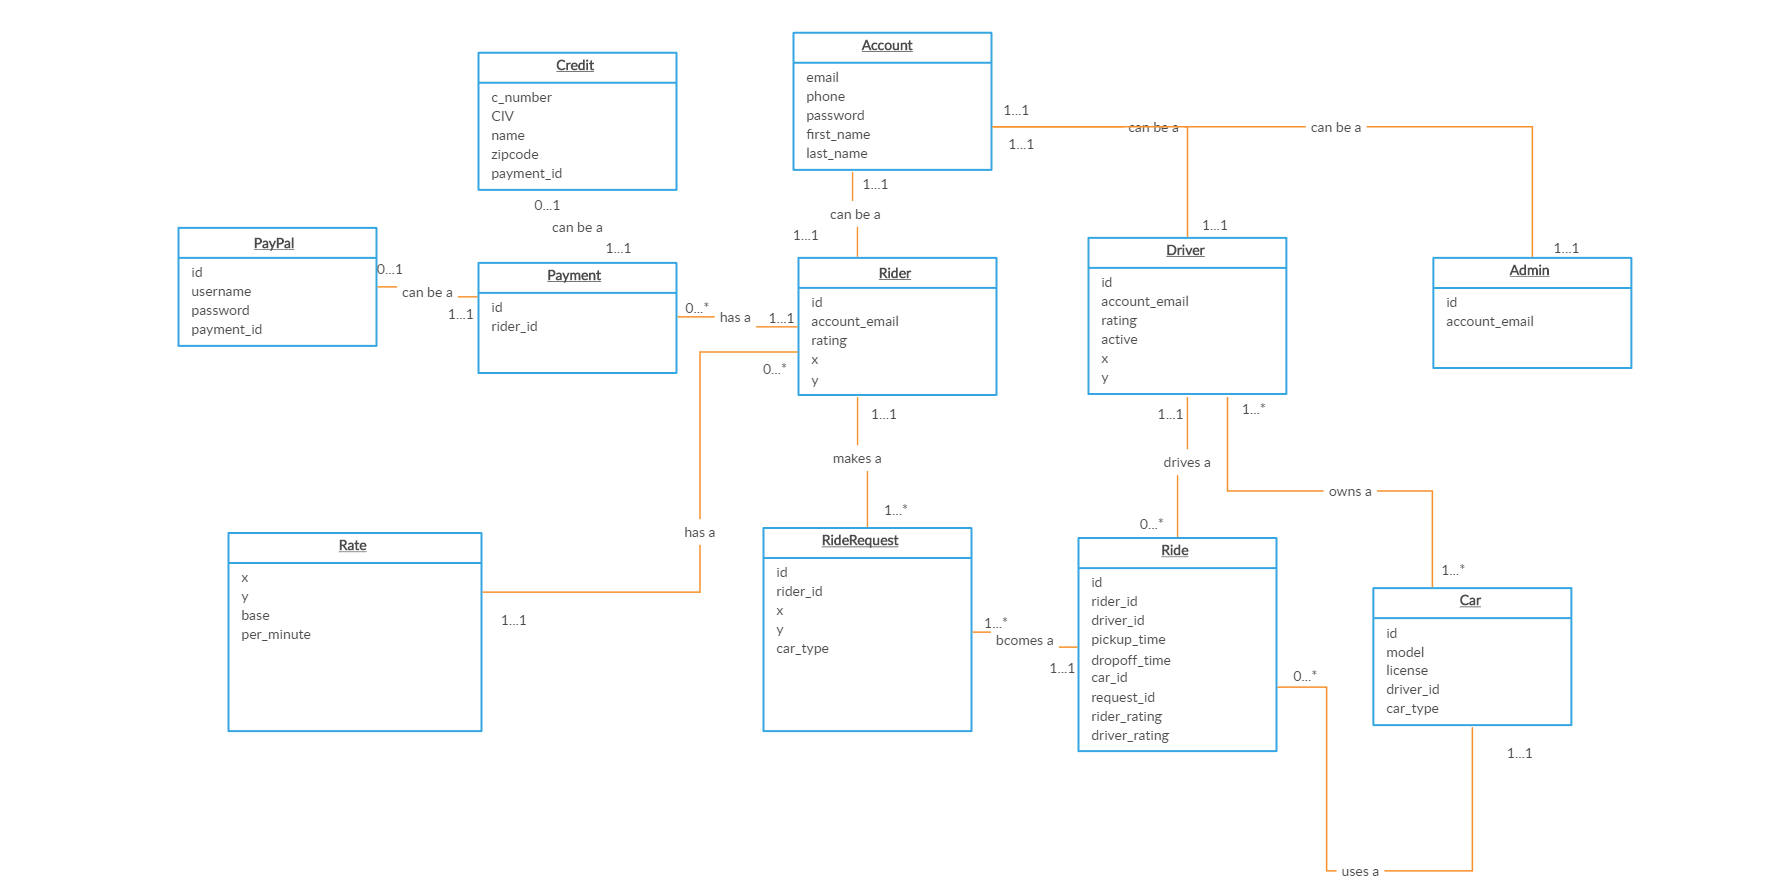 Account
email
phone
password
first_name
last_name
Credit
c_number
CIV
name
zipcode
payment_id
1...1
can be a
can be a
1...1
1...1
can be a
1...1
0...1
can be a
1...1
1...1
1...1
PayPal
id
username
password
payment_id
0...1
can be a
1...1
Payment
id
rider_id
0...*
has a
1...1
Rider
id
account_email
rating
x
y
0...*
Driver
id
account_email
rating
active
x
y
Admin
id
account_email
1...1
makes a
1...*
1...1
drives a
0...*
1...*
owns a
1...*
has a
Rate
x
y
base
per_minute
1...1
RideRequest
id
rider_id
x
y
car_type
1...*
bcomes a
1...1
Ride
id
rider_id
driver_id
pickup_time
dropoff_time
car_id
request_id
rider_rating
driver_rating
0...*
Car
id
model
license
driver_id
car_type
1...1
uses a